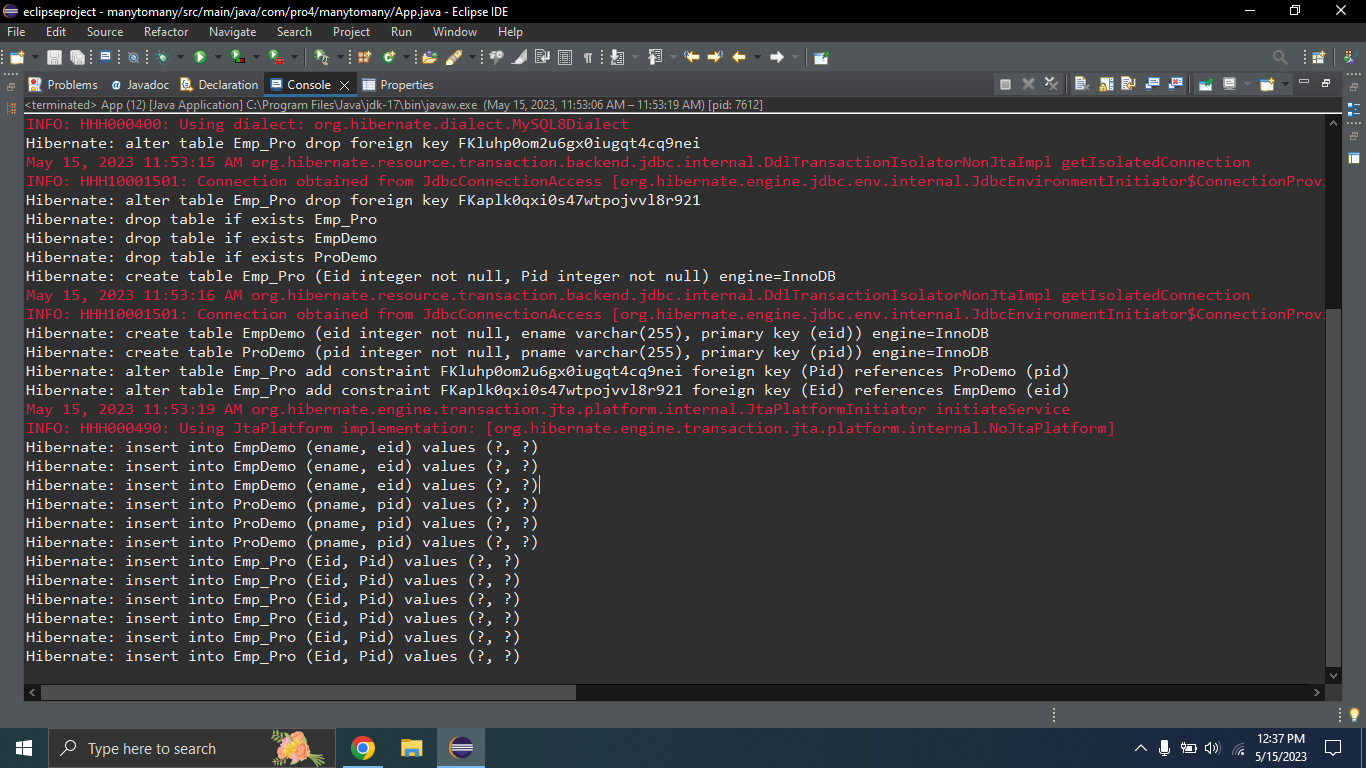 eclipseproject - manytomany/src/main/java/com/pro4/manytomany/App.java - Eclipse IDE
File Edit Source Refactor Navigate Search Project Run Window Help
Problems Javadoc Declaration Console Properties
<terminated> App (12) [Java Application] C:\Program Files\Java\jdk-17\bin\javaw.exe (May 15, 2023, 11:53:06 AM – 11:53:19 AM) [pid: 7612]
INFO: HHH000400: Using dialect: org.hibernate.dialect.MySQL8Dialect
Hibernate: alter table Emp_Pro drop foreign key FKluhp0om2u6gx0iugqt4cq9nei
May 15, 2023 11:53:15 AM org.hibernate.resource.transaction.backend.jdbc.internal.DdlTransactionIsolatorNonJtaImpl getIsolatedConnection
INFO: HHH10001501: Connection obtained from JdbcConnectionAccess [org.hibernate.engine.jdbc.env.internal.JdbcEnvironmentInitiator$ConnectionProvi
Hibernate: alter table Emp_Pro drop foreign key FKaplk0qxi0s47wtpojvvl8r921
Hibernate: drop table if exists Emp_Pro
Hibernate: drop table if exists EmpDemo
Hibernate: drop table if exists ProDemo
Hibernate: create table Emp_Pro (Eid integer not null, Pid integer not null) engine=InnoDB
May 15, 2023 11:53:16 AM org.hibernate.resource.transaction.backend.jdbc.internal.DdlTransactionIsolatorNonJtaImpl getIsolatedConnection
INFO: HHH10001501: Connection obtained from JdbcConnectionAccess [org.hibernate.engine.jdbc.env.internal.JdbcEnvironmentInitiator$ConnectionProvi
Hibernate: create table EmpDemo (eid integer not null, ename varchar(255), primary key (eid)) engine=InnoDB
Hibernate: create table ProDemo (pid integer not null, pname varchar(255), primary key (pid)) engine=InnoDB
Hibernate: alter table Emp_Pro add constraint FKluhp0om2u6gx0iugqt4cq9nei foreign key (Pid) references ProDemo (pid)
Hibernate: alter table Emp_Pro add constraint FKaplk0qxi0s47wtpojvvl8r921 foreign key (Eid) references EmpDemo (eid)
May 15, 2023 11:53:19 AM org.hibernate.engine.transaction.jta.platform.internal.JtaPlatformInitiator initiateService
INFO: HHH000490: Using JtaPlatform implementation: [org.hibernate.engine.transaction.jta.platform.internal.NoJtaPlatform]
Hibernate: insert into EmpDemo (ename, eid) values (?, ?)
Hibernate: insert into EmpDemo (ename, eid) values (?, ?)
Hibernate: insert into EmpDemo (ename, eid) values (?, ?)
Hibernate: insert into ProDemo (pname, pid) values (?, ?)
Hibernate: insert into ProDemo (pname, pid) values (?, ?)
Hibernate: insert into ProDemo (pname, pid) values (?, ?)
Hibernate: insert into Emp_Pro (Eid, Pid) values (?, ?)
Hibernate: insert into Emp_Pro (Eid, Pid) values (?, ?)
Hibernate: insert into Emp_Pro (Eid, Pid) values (?, ?)
Hibernate: insert into Emp_Pro (Eid, Pid) values (?, ?)
Hibernate: insert into Emp_Pro (Eid, Pid) values (?, ?)
Hibernate: insert into Emp_Pro (Eid, Pid) values (?, ?)
Type here to search
12:37 PM
5/15/2023